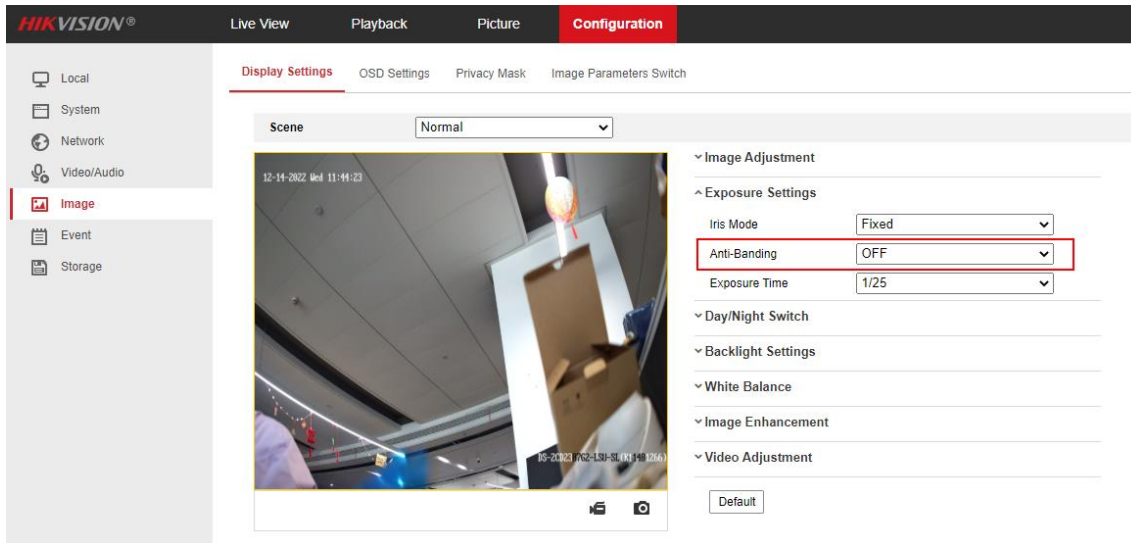 HIKVISION®
Live View Playback Picture Configuration
Local
System
Network
Video/Audio
Image
Event
Storage
Display Settings OSD Settings Privacy Mask Image Parameters Switch
Scene Normal
12-14-2022 Wed 11:44:23
Image Adjustment
Exposure Settings
Iris Mode Fixed
Anti-Banding OFF
Exposure Time 1/25
Day/Night Switch
Backlight Settings
White Balance
Image Enhancement
Video Adjustment
Default